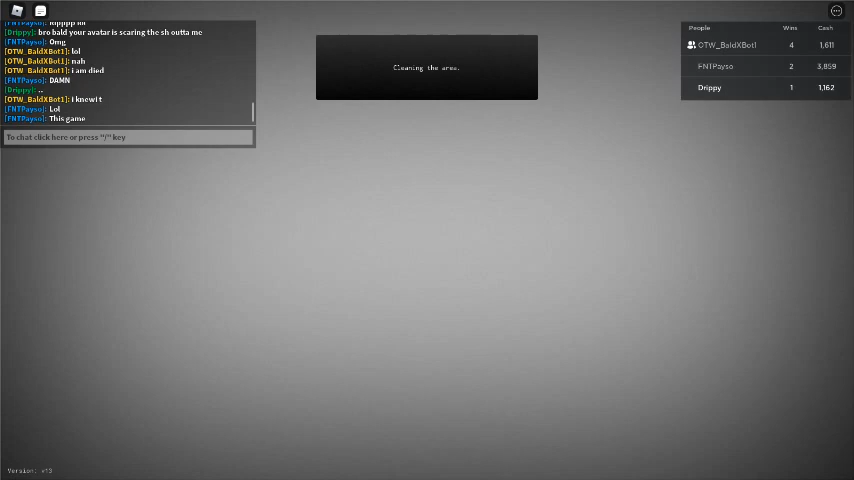 [FNTPayso]:
[Drippy]: bro bald your avatar is scaring the sh outta me
[FNTPayso]: Omg
[OTW_BaldXBot1]: lol
[OTW_BaldXBot1]: nah
[OTW_BaldXBot1]: i am died
[FNTPayso]: DAMN
[Drippy]: ..
[OTW_BaldXBot1]: i knewi t
[FNTPayso]: Lol
[FNTPayso]: This game
To chat click here or press "/" key
Cleaning the area.
People Wins Cash
OTW_BaldXBot1 4 1,611
FNTPayso 2 3,859
Drippy 1 1,162
Version: v13